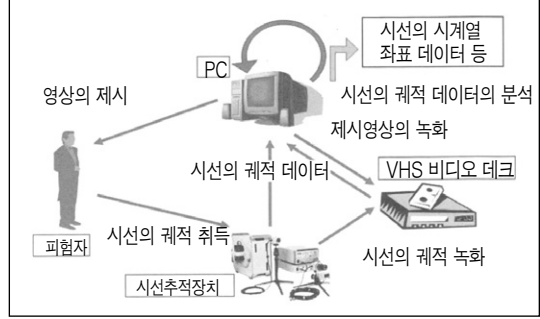 시선의 시계열
좌표 데이터 등
PC
영상의 제시
시선의 궤적 데이터의 분석
제시영상의 녹화
시선의 궤적 데이터
VHS 비디오 데크
시선의 궤적 취득
피험자
시선의 궤적 녹화
시선추적장치